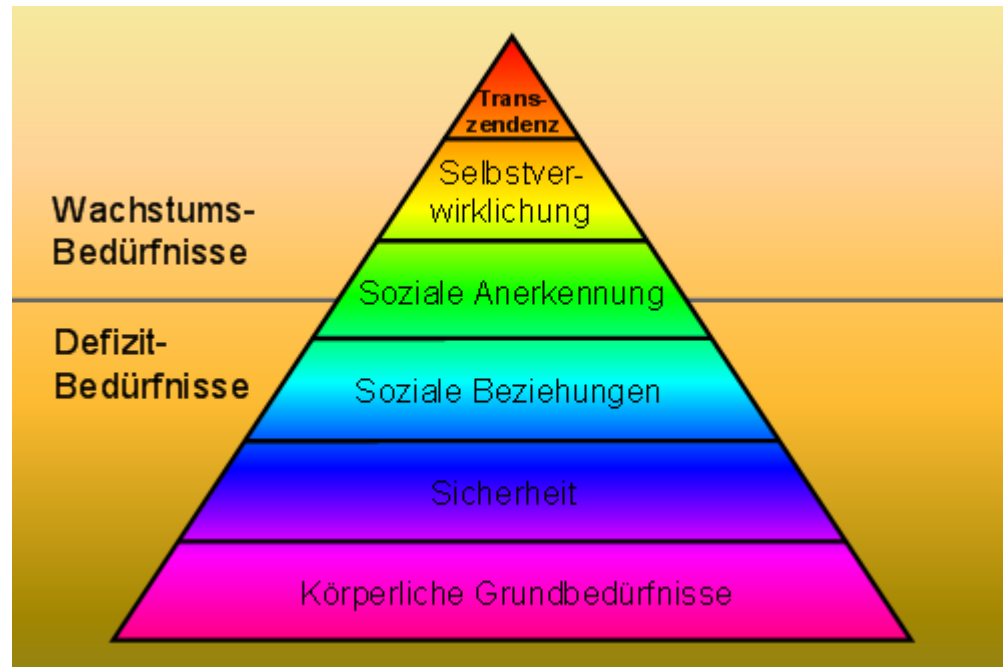 Trans-
zendenz
Selbstver-
wirklichung
Wachstums-
Bedürfnisse
Soziale Anerkennung
Defizit-
Bedürfnisse
Soziale Beziehungen
Sicherheit
Körperliche Grundbedürfnisse